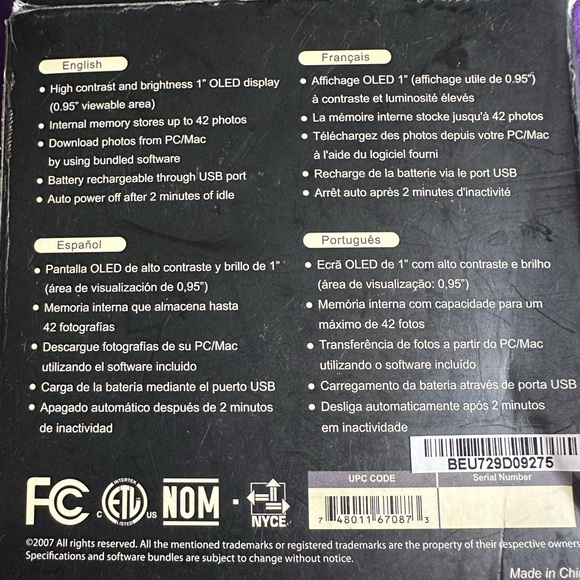 English
• High contrast and brightness 1" OLED display
(0.95" viewable area)
• Internal memory stores up to 42 photos
• Download photos from PC/Mac
by using bundled software
• Battery rechargeable through USB port
• Auto power off after 2 minutes of idle
Français
• Affichage OLED 1" (affichage utile de 0.95")
à contraste et luminosité élevés
• La mémoire interne stocke jusqu'à 42 photos
• Téléchargez des photos depuis votre PC/Mac
à l'aide du logiciel fourni
• Recharge de la batterie via le port USB
• Arrêt auto après 2 minutes d'inactivité
Español
• Pantalla OLED de alto contraste y brillo de 1"
(área de visualización de 0,95")
• Memoria interna que almacena hasta
42 fotografías
• Descargue fotografías de su PC/Mac
utilizando el software incluido
• Carga de la batería mediante el puerto USB
• Apagado automático después de 2 minutos
de inactividad
Português
• Ecrã OLED de 1" com alto contraste e brilho
(área de visualização: 0,95")
• Memória interna com capacidade para um
máximo de 42 fotos
• Transferência de fotos a partir do PC/Mac
utilizando o software incluído
• Carregamento da bateria através de porta USB
• Desliga automaticamente após 2 minutos
em inactividade
BEU729D09275
UPC CODE
Serial Number
7 48011 67087 3
FC
INTERTEK
C ETL US
LISTED
NOM
NYCE
©2007 All rights reserved. All the mentioned trademarks or registered trademarks are the property of their respective owners
Specifications and software bundles are subject to change without notice.
Made in Chi